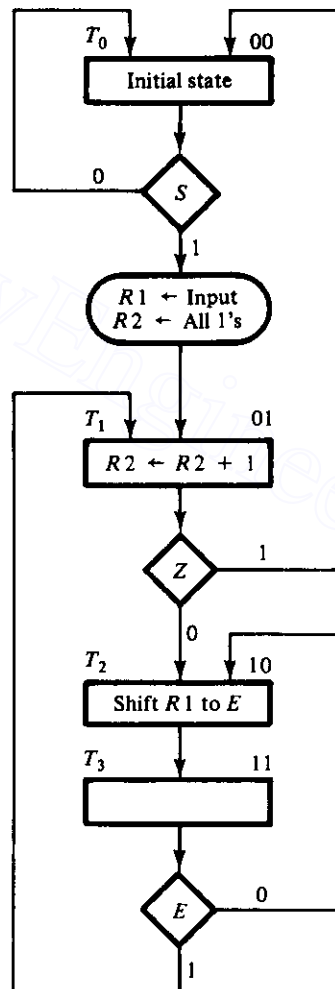 T0 00
Initial state
0
S
1
R1 ← Input
R2 ← All 1's
T1 01
R2 ← R2 + 1
Z 1
0
T2 10
Shift R1 to E
T3 11
E 0
1